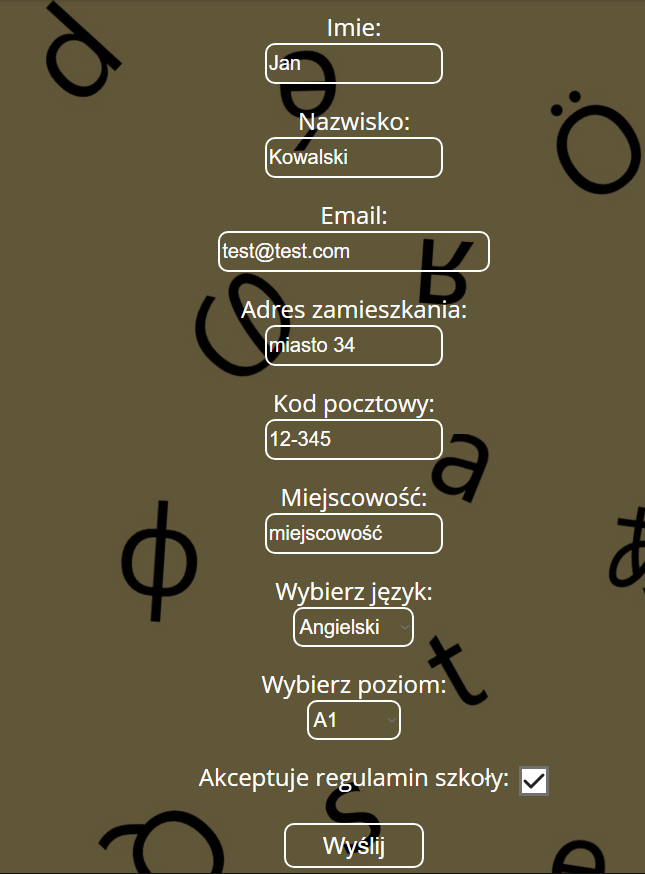 Imie:
Jan
Nazwisko:
Kowalski
Email:
test@test.com
Adres zamieszkania:
miasto 34
Kod pocztowy:
12-345
Miejscowość:
miejscowość
Wybierz język:
Angielski
Wybierz poziom:
A1
Akceptuje regulamin szkoły:
Wyślij